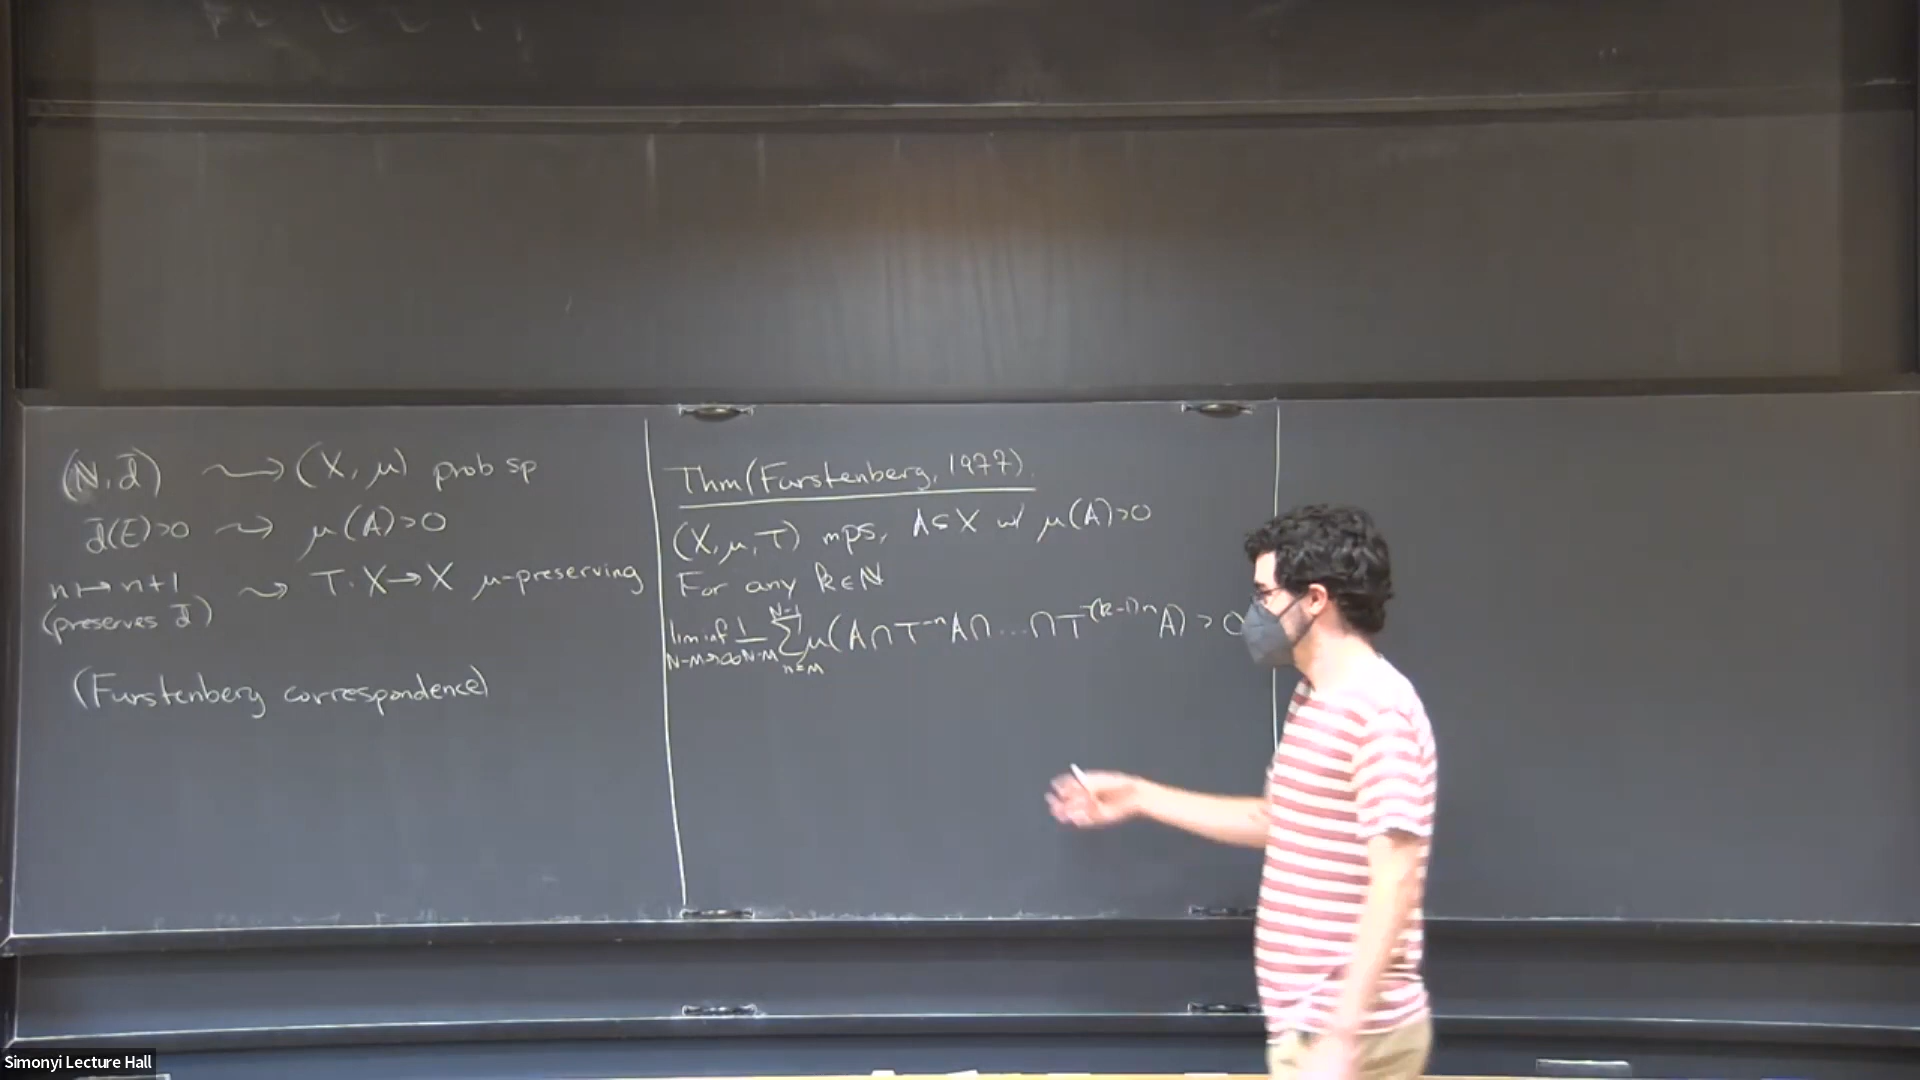 (ℕ, d̄) ⇝ (X, μ) prob sp
d̄(E)>0 ⇝ μ(A)>0
n ↦ n+1 ⇝ T: X→X μ-preserving
(preserves d̄)
(Furstenberg correspondence)
Thm (Furstenberg, 1977).
(X, μ, T) mps, A⊆X w/ μ(A)>0
For any k∈ℕ
lim inf_{N-M→∞} 1/(N-M) ∑_{n=M}^{N-1} μ(A∩T^{-n}A∩...∩T^{-(k-1)n}A) > 0
Simonyi Lecture Hall